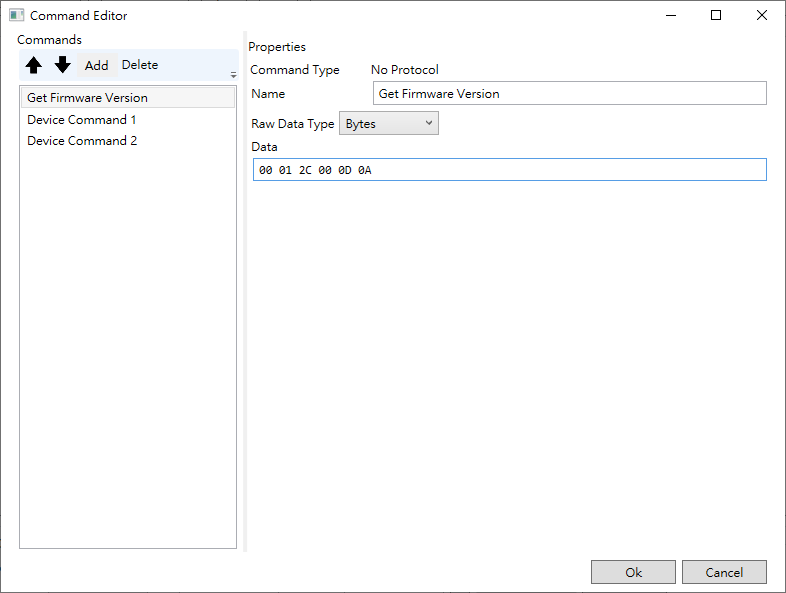 Command Editor
Commands
Add Delete
Get Firmware Version
Device Command 1
Device Command 2
Properties
Command Type No Protocol
Name Get Firmware Version
Raw Data Type Bytes
Data
00 01 2C 00 0D 0A
Ok Cancel